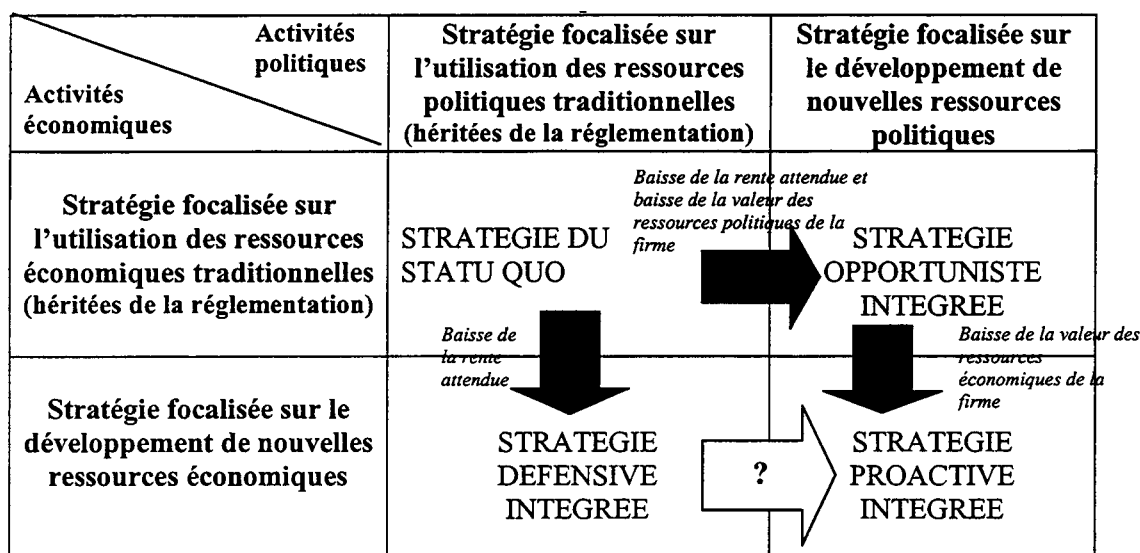 Activités
politiques
Activités
économiques
Stratégie focalisée sur
l'utilisation des ressources
politiques traditionnelles
(héritées de la réglementation)
Stratégie focalisée sur
le développement de
nouvelles ressources
politiques
Stratégie focalisée sur
l'utilisation des ressources
économiques traditionnelles
(héritées de la réglementation)
STRATEGIE DU
STATU QUO
Baisse de la rente attendue et
baisse de la valeur des
ressources politiques de la
firme
STRATEGIE
OPPORTUNISTE
INTEGREE
Baisse de
la rente
attendue
Baisse de la valeur des
ressources
économiques de la
firme
Stratégie focalisée sur le
développement de nouvelles
ressources économiques
STRATEGIE
DEFENSIVE
INTEGREE
?
STRATEGIE
PROACTIVE
INTEGREE